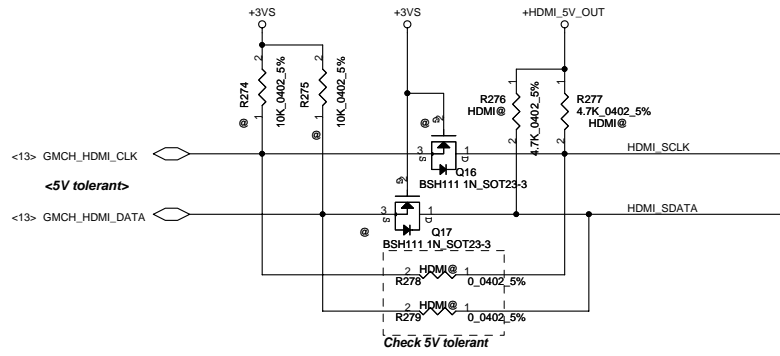 +3VS
+3VS
+HDMI_5V_OUT
2
2
R274
10K_0402_5%
@
1
R275
10K_0402_5%
@
1
2
G
@
1
1
R276
HDMI@
4.7K_0402_5%
2
R277
4.7K_0402_5%
HDMI@
2
<13> GMCH_HDMI_CLK
3
S
1
D
HDMI_SCLK
Q16
BSH111 1N_SOT23-3
<5V tolerant>
2
G
<13> GMCH_HDMI_DATA
3
S
1
D
HDMI_SDATA
@
Q17
BSH111 1N_SOT23-3
2
HDMI@
1
R278
0_0402_5%
2
HDMI@
1
R279
0_0402_5%
Check 5V tolerant